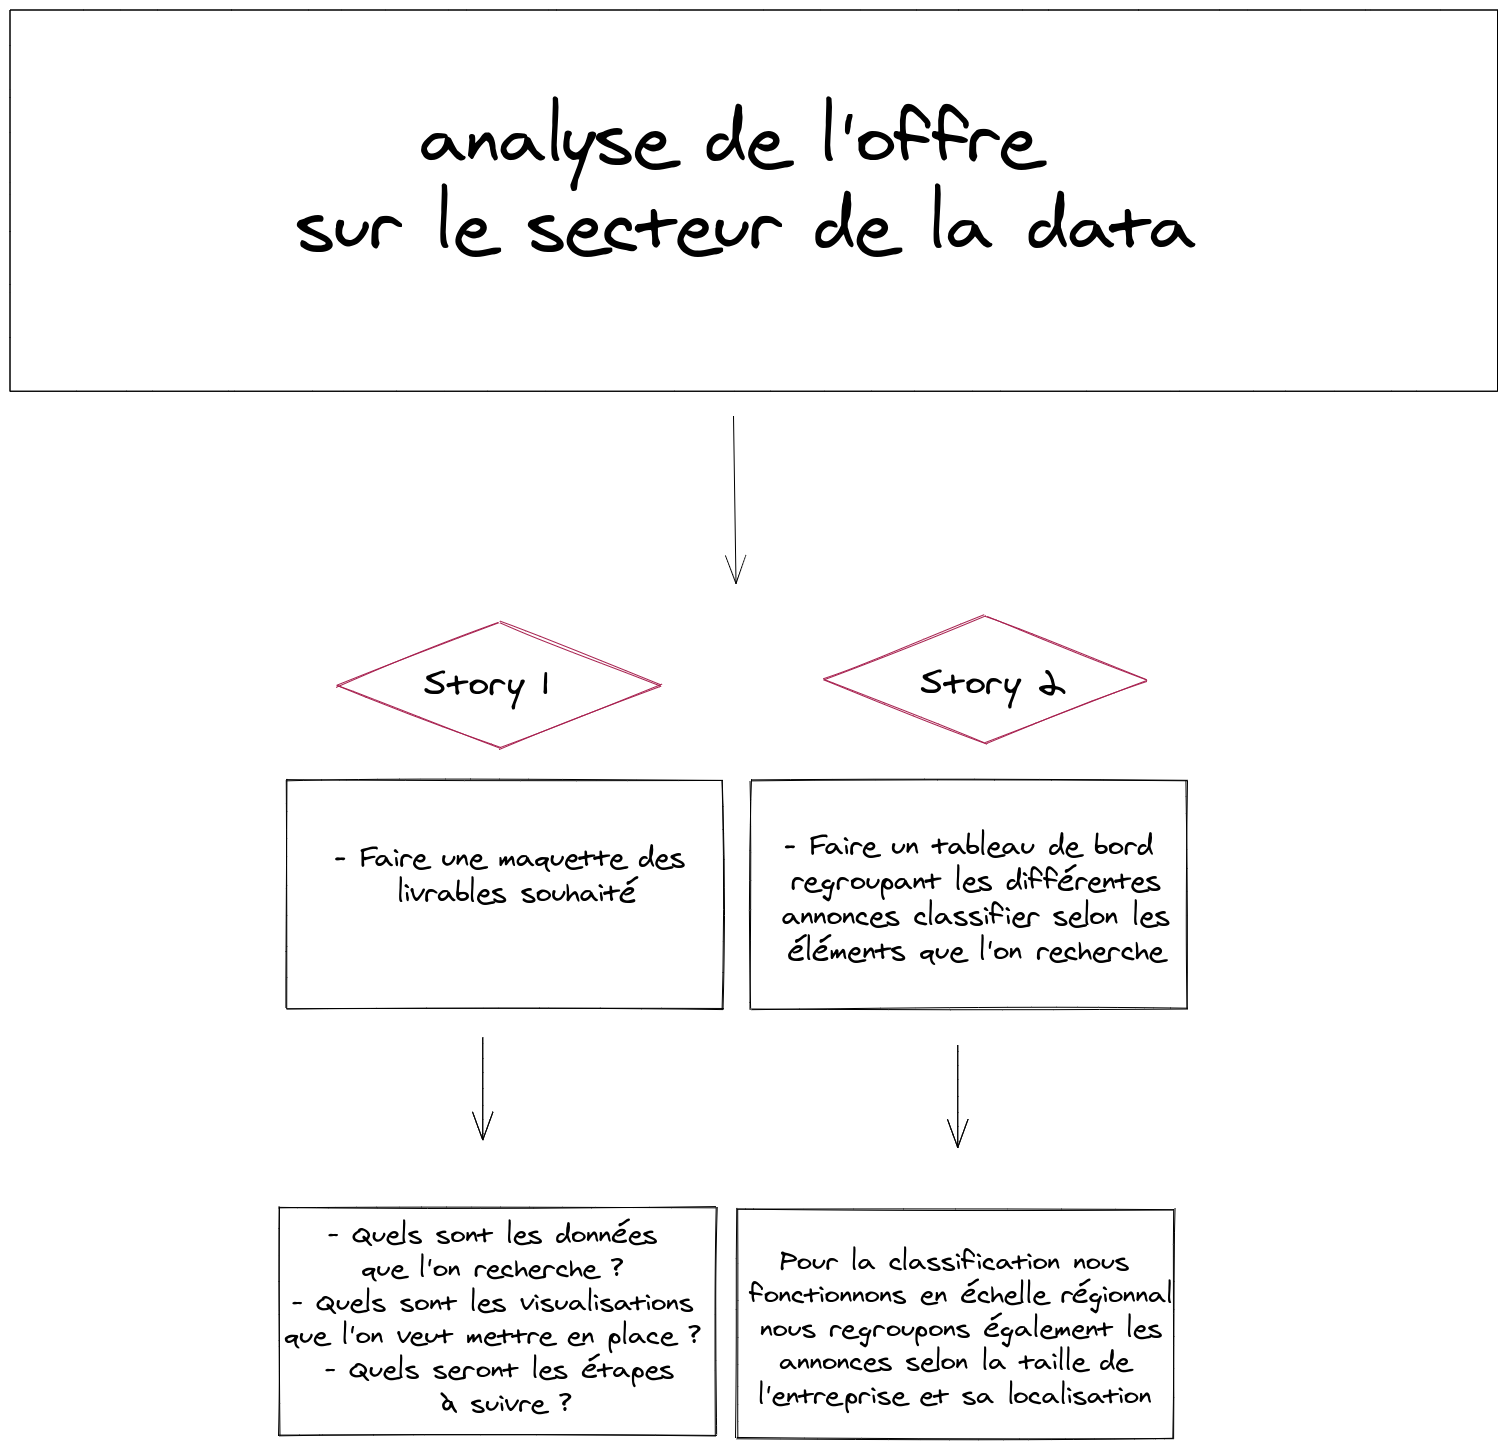 analyse de l'offre
sur le secteur de la data
Story 1
- Faire une maquette des
livrables souhaité
- Quels sont les données
que l'on recherche ?
- Quels sont les visualisations
que l'on veut mettre en place ?
- Quels seront les étapes
à suivre ?
Story 2
- Faire un tableau de bord
regroupant les différentes
annonces classifier selon les
éléments que l'on recherche
Pour la classification nous
fonctionnons en échelle régionnal
nous regroupons également les
annonces selon la taille de
l'entreprise et sa localisation